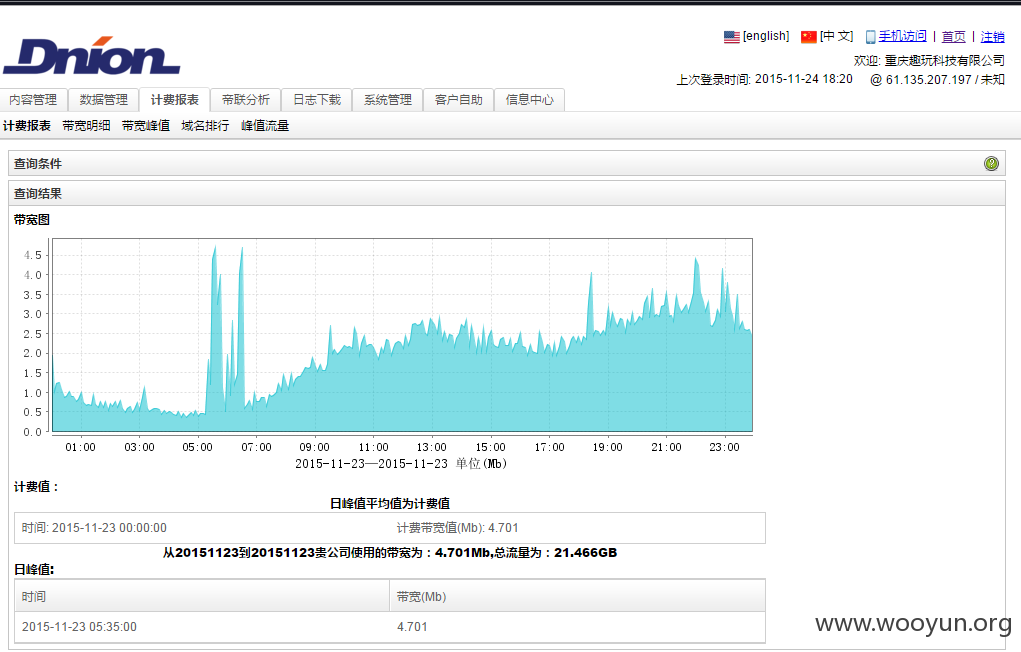 Dnion
[english] [中 文] 手机访问 | 首页 | 注销
欢迎: 重庆趣玩科技有限公司
上次登录时间: 2015-11-24 18:20 @ 61.135.207.197 / 未知
内容管理 数据管理 计费报表 帝联分析 日志下载 系统管理 客户自助 信息中心
计费报表 带宽明细 带宽峰值 域名排行 峰值流量
查询条件
查询结果
带宽图
4.5
4.0
3.5
3.0
2.5
2.0
1.5
1.0
0.5
0.0
01:00 03:00 05:00 07:00 09:00 11:00 13:00 15:00 17:00 19:00 21:00 23:00
2015-11-23—2015-11-23 单位(Mb)
计费值：
日峰值平均值为计费值
时间: 2015-11-23 00:00:00 计费带宽值(Mb): 4.701
从20151123到20151123贵公司使用的带宽为：4.701Mb,总流量为：21.466GB
日峰值:
时间 带宽(Mb)
2015-11-23 05:35:00 4.701
www.wooyun.org